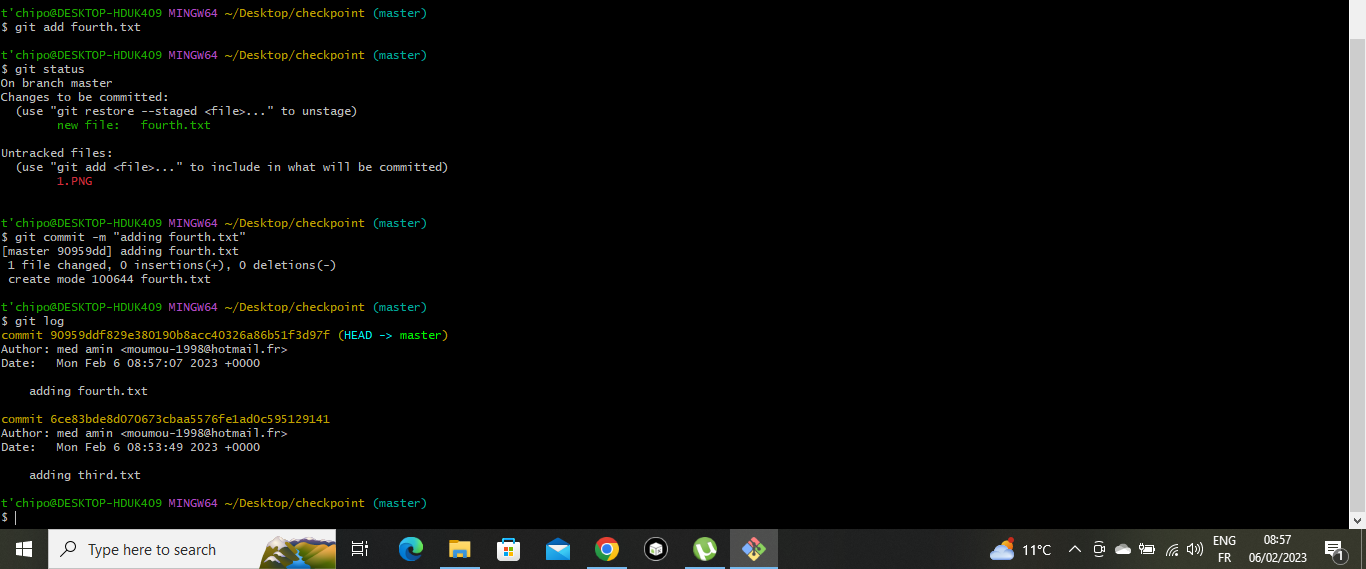 t'chipo@DESKTOP-HDUK4O9 MINGW64 ~/Desktop/checkpoint (master)
$ git add fourth.txt
t'chipo@DESKTOP-HDUK4O9 MINGW64 ~/Desktop/checkpoint (master)
$ git status
On branch master
Changes to be committed:
  (use "git restore --staged <file>..." to unstage)
        new file:   fourth.txt
Untracked files:
  (use "git add <file>..." to include in what will be committed)
        1.PNG
t'chipo@DESKTOP-HDUK4O9 MINGW64 ~/Desktop/checkpoint (master)
$ git commit -m "adding fourth.txt"
[master 90959dd] adding fourth.txt
 1 file changed, 0 insertions(+), 0 deletions(-)
 create mode 100644 fourth.txt
t'chipo@DESKTOP-HDUK4O9 MINGW64 ~/Desktop/checkpoint (master)
$ git log
commit 90959ddf829e380190b8acc40326a86b51f3d97f (HEAD -> master)
Author: med amin <moumou-1998@hotmail.fr>
Date:   Mon Feb 6 08:57:07 2023 +0000
    adding fourth.txt
commit 6ce83bde8d070673cbaa5576fe1ad0c595129141
Author: med amin <moumou-1998@hotmail.fr>
Date:   Mon Feb 6 08:53:49 2023 +0000
    adding third.txt
t'chipo@DESKTOP-HDUK4O9 MINGW64 ~/Desktop/checkpoint (master)
$
Type here to search
11°C
ENG
FR
08:57
06/02/2023
1